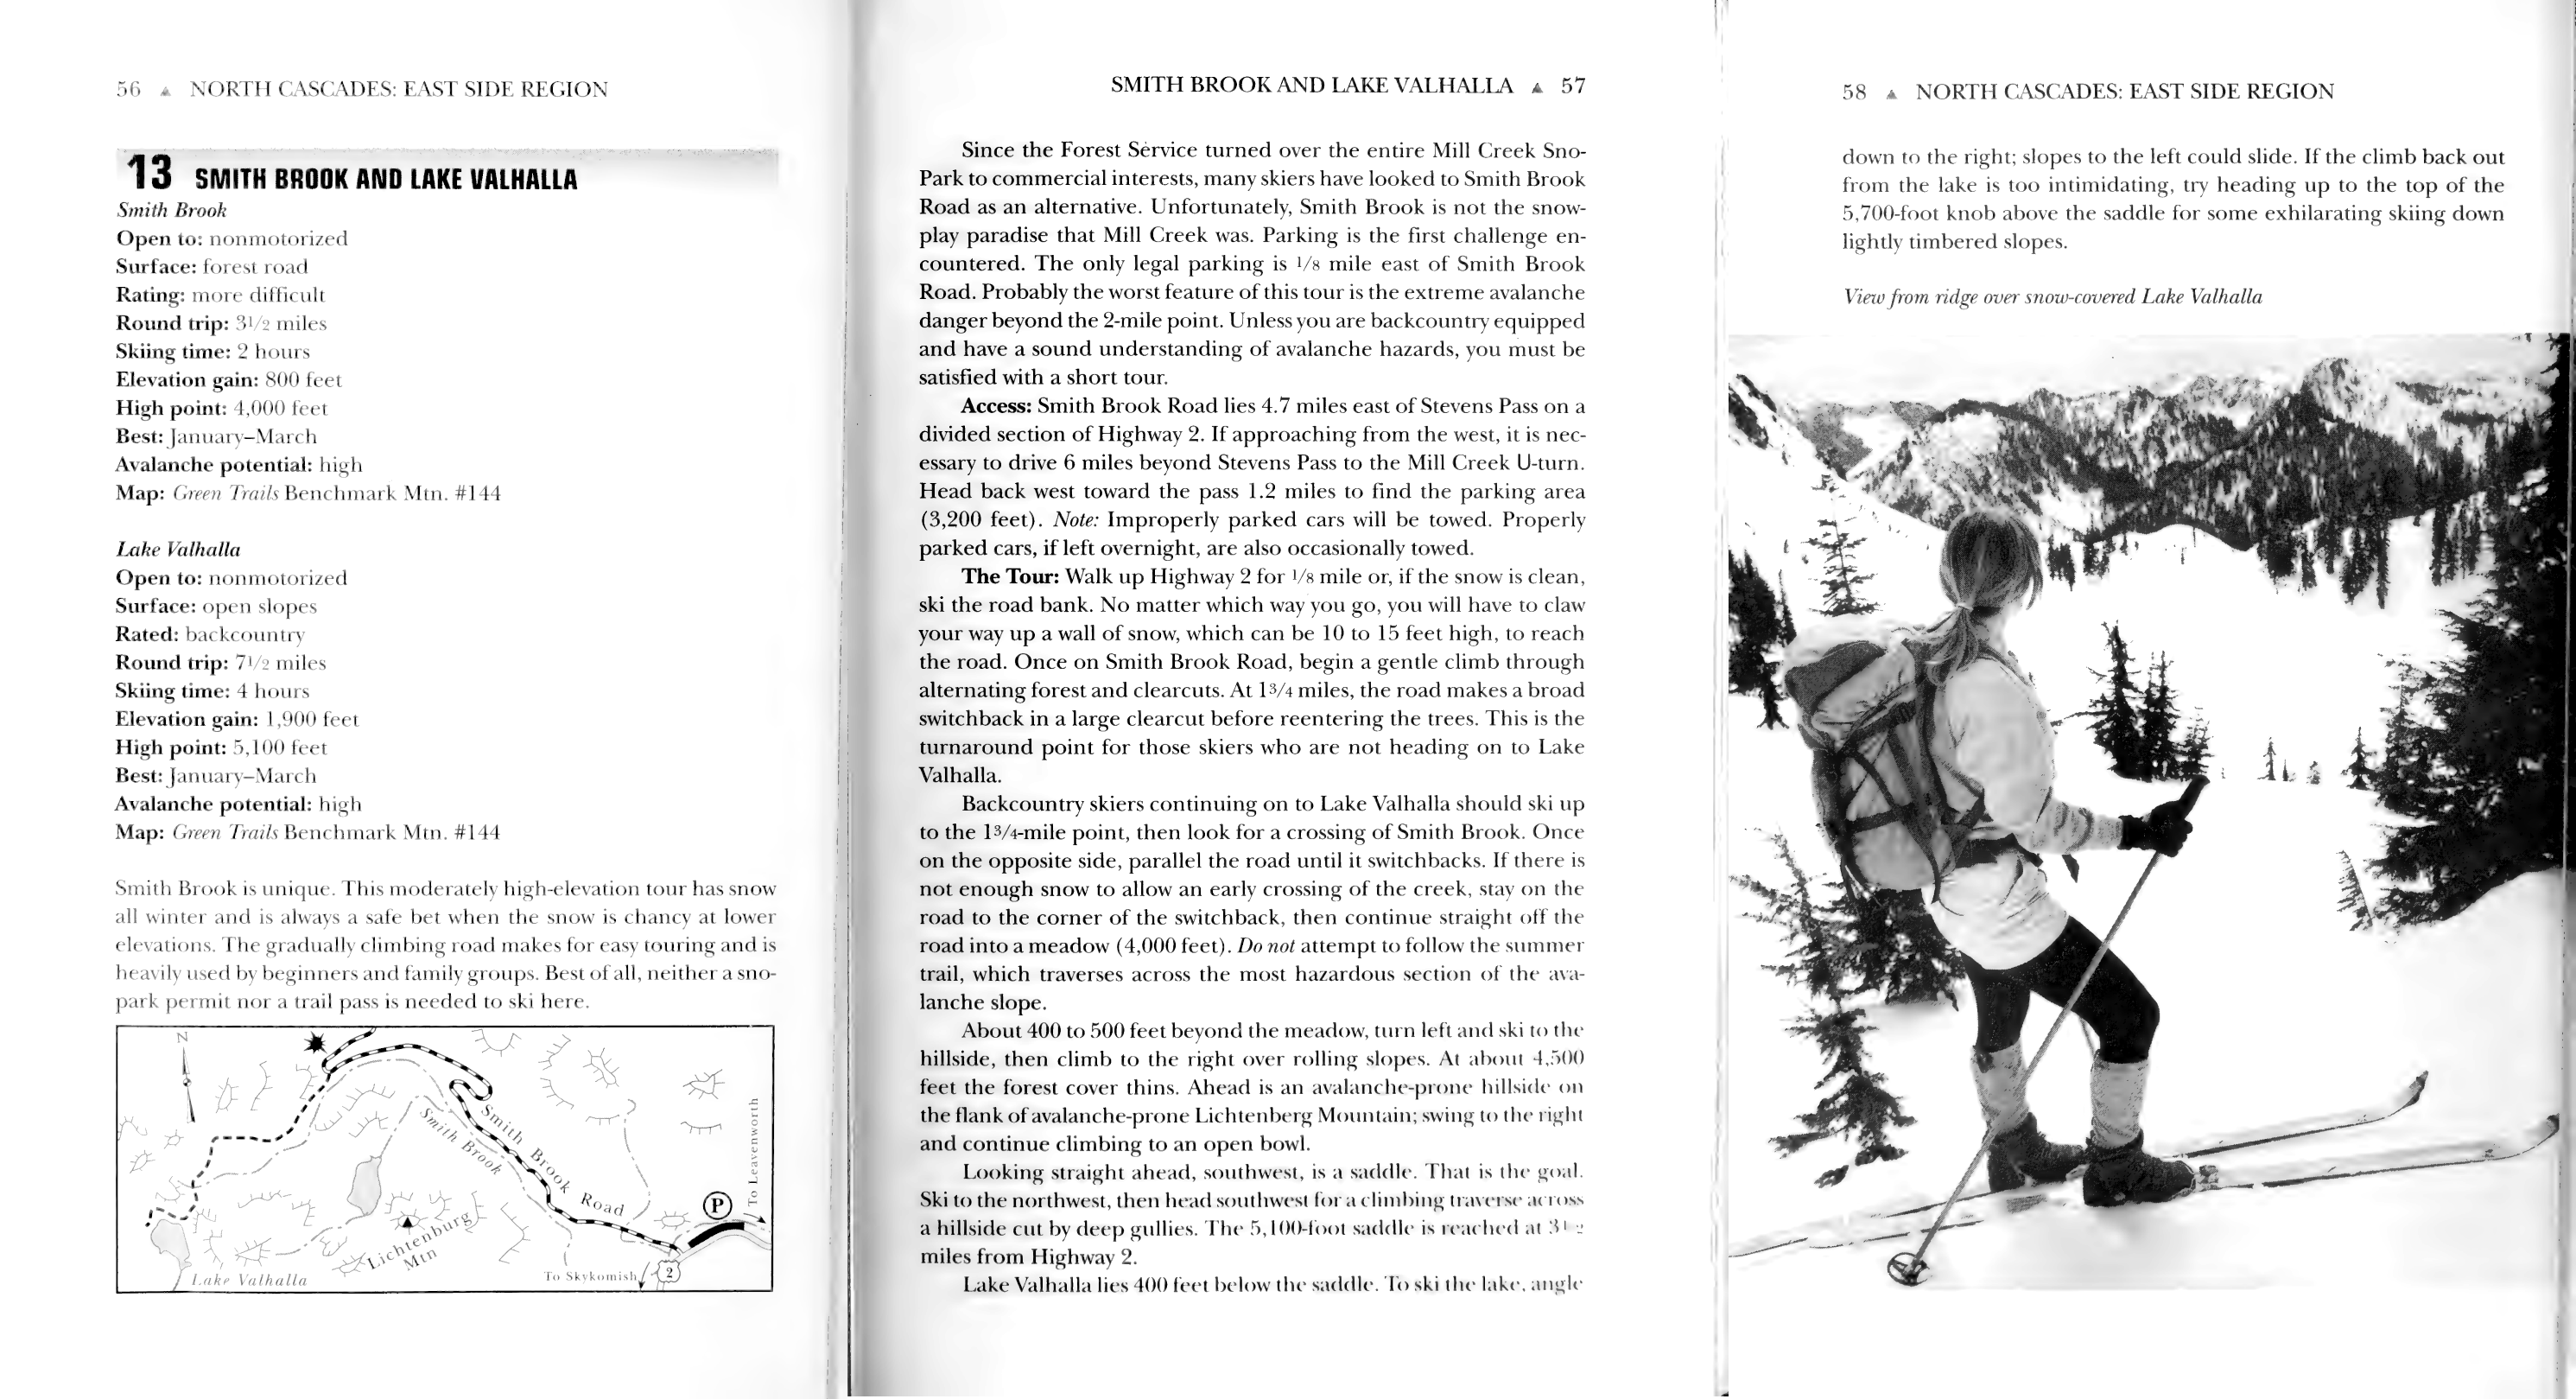 56 ▲ NORTH CASCADES: EAST SIDE REGION
13 SMITH BROOK AND LAKE VALHALLA
Smith Brook
Open to: nonmotorized
Surface: forest road
Rating: more difficult
Round trip: 3½ miles
Skiing time: 2 hours
Elevation gain: 800 feet
High point: 4,000 feet
Best: January–March
Avalanche potential: high
Map: Green Trails Benchmark Mtn. #144
Lake Valhalla
Open to: nonmotorized
Surface: open slopes
Rated: backcountry
Round trip: 7½ miles
Skiing time: 4 hours
Elevation gain: 1,900 feet
High point: 5,100 feet
Best: January–March
Avalanche potential: high
Map: Green Trails Benchmark Mtn. #144
Smith Brook is unique. This moderately high-elevation tour has snow
all winter and is always a safe bet when the snow is chancy at lower
elevations. The gradually climbing road makes for easy touring and is
heavily used by beginners and family groups. Best of all, neither a sno-
park permit nor a trail pass is needed to ski here.
N
Smith Brook Road
Smith Brook
To Leavenworth
P
Lichtenburg
Mtn
Lake Valhalla
To Skykomish
2
SMITH BROOK AND LAKE VALHALLA ▲ 57
Since the Forest Service turned over the entire Mill Creek Sno-
Park to commercial interests, many skiers have looked to Smith Brook
Road as an alternative. Unfortunately, Smith Brook is not the snow-
play paradise that Mill Creek was. Parking is the first challenge en-
countered. The only legal parking is 1/8 mile east of Smith Brook
Road. Probably the worst feature of this tour is the extreme avalanche
danger beyond the 2-mile point. Unless you are backcountry equipped
and have a sound understanding of avalanche hazards, you must be
satisfied with a short tour.
Access: Smith Brook Road lies 4.7 miles east of Stevens Pass on a
divided section of Highway 2. If approaching from the west, it is nec-
essary to drive 6 miles beyond Stevens Pass to the Mill Creek U-turn.
Head back west toward the pass 1.2 miles to find the parking area
(3,200 feet). Note: Improperly parked cars will be towed. Properly
parked cars, if left overnight, are also occasionally towed.
The Tour: Walk up Highway 2 for 1/8 mile or, if the snow is clean,
ski the road bank. No matter which way you go, you will have to claw
your way up a wall of snow, which can be 10 to 15 feet high, to reach
the road. Once on Smith Brook Road, begin a gentle climb through
alternating forest and clearcuts. At 1¾ miles, the road makes a broad
switchback in a large clearcut before reentering the trees. This is the
turnaround point for those skiers who are not heading on to Lake
Valhalla.
Backcountry skiers continuing on to Lake Valhalla should ski up
to the 1¾-mile point, then look for a crossing of Smith Brook. Once
on the opposite side, parallel the road until it switchbacks. If there is
not enough snow to allow an early crossing of the creek, stay on the
road to the corner of the switchback, then continue straight off the
road into a meadow (4,000 feet). Do not attempt to follow the summer
trail, which traverses across the most hazardous section of the ava-
lanche slope.
About 400 to 500 feet beyond the meadow, turn left and ski to the
hillside, then climb to the right over rolling slopes. At about 4,500
feet the forest cover thins. Ahead is an avalanche-prone hillside on
the flank of avalanche-prone Lichtenberg Mountain; swing to the right
and continue climbing to an open bowl.
Looking straight ahead, southwest, is a saddle. That is the goal.
Ski to the northwest, then head southwest for a climbing traverse across
a hillside cut by deep gullies. The 5,100-foot saddle is reached at 3½
miles from Highway 2.
Lake Valhalla lies 400 feet below the saddle. To ski the lake, angle
58 ▲ NORTH CASCADES: EAST SIDE REGION
down to the right; slopes to the left could slide. If the climb back out
from the lake is too intimidating, try heading up to the top of the
5,700-foot knob above the saddle for some exhilarating skiing down
lightly timbered slopes.
View from ridge over snow-covered Lake Valhalla